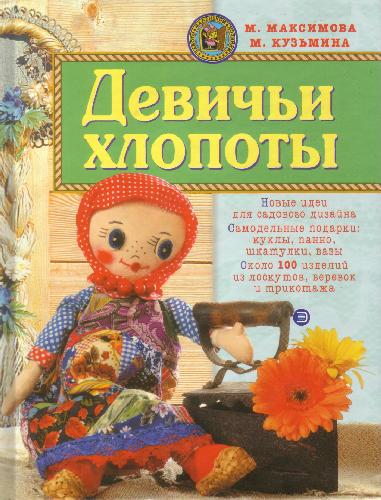 М. МАКСИМОВА
М. КУЗЬМИНА
Девичьи
хлопоты
Новые идеи
для садового дизайна
Самодельные подарки:
куклы, панно,
шкатулки, вазы
Около 100 изделий
из лоскутов, веревок
и трикотажа
Э